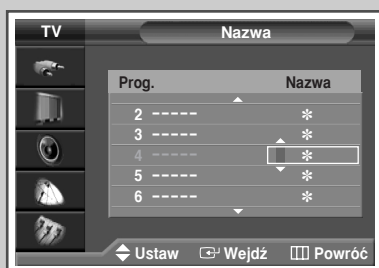 TV Nazwa
Prog. Nazwa
2 ----- *
3 ----- *
4 ----- *
5 ----- *
6 ----- *
Ustaw Wejdź Powróć